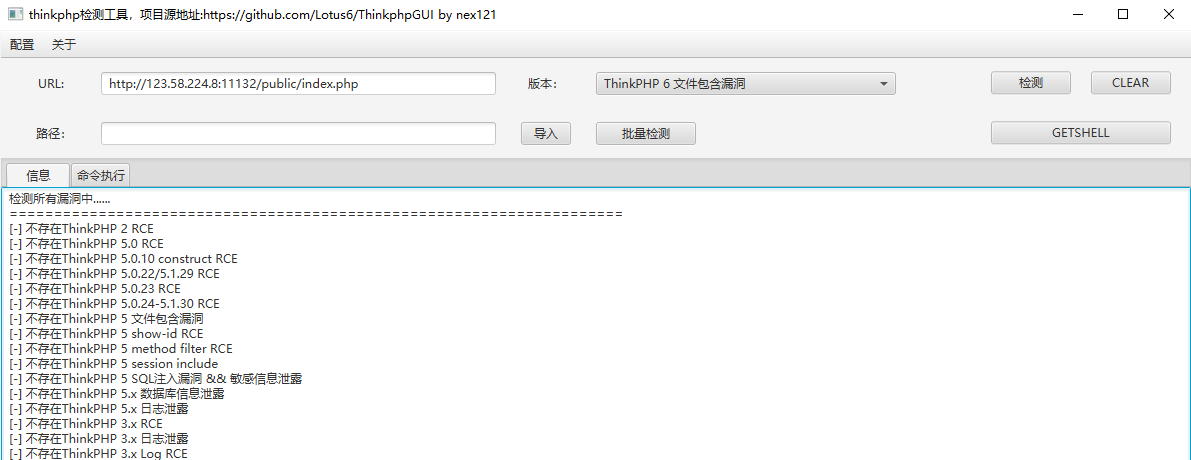 thinkphp检测工具，项目源地址:https://github.com/Lotus6/ThinkphpGUI by nex121
配置 关于
URL: http://123.58.224.8:11132/public/index.php 版本: ThinkPHP 6 文件包含漏洞 检测 CLEAR
路径: 导入 批量检测 GETSHELL
信息 命令执行
检测所有漏洞中......
=====================================================================
[-] 不存在ThinkPHP 2 RCE
[-] 不存在ThinkPHP 5.0 RCE
[-] 不存在ThinkPHP 5.0.10 construct RCE
[-] 不存在ThinkPHP 5.0.22/5.1.29 RCE
[-] 不存在ThinkPHP 5.0.23 RCE
[-] 不存在ThinkPHP 5.0.24-5.1.30 RCE
[-] 不存在ThinkPHP 5 文件包含漏洞
[-] 不存在ThinkPHP 5 show-id RCE
[-] 不存在ThinkPHP 5 method filter RCE
[-] 不存在ThinkPHP 5 session include
[-] 不存在ThinkPHP 5 SQL注入漏洞 && 敏感信息泄露
[-] 不存在ThinkPHP 5.x 数据库信息泄露
[-] 不存在ThinkPHP 5.x 日志泄露
[-] 不存在ThinkPHP 3.x RCE
[-] 不存在ThinkPHP 3.x 日志泄露
[-] 不存在ThinkPHP 3.x Log RCE